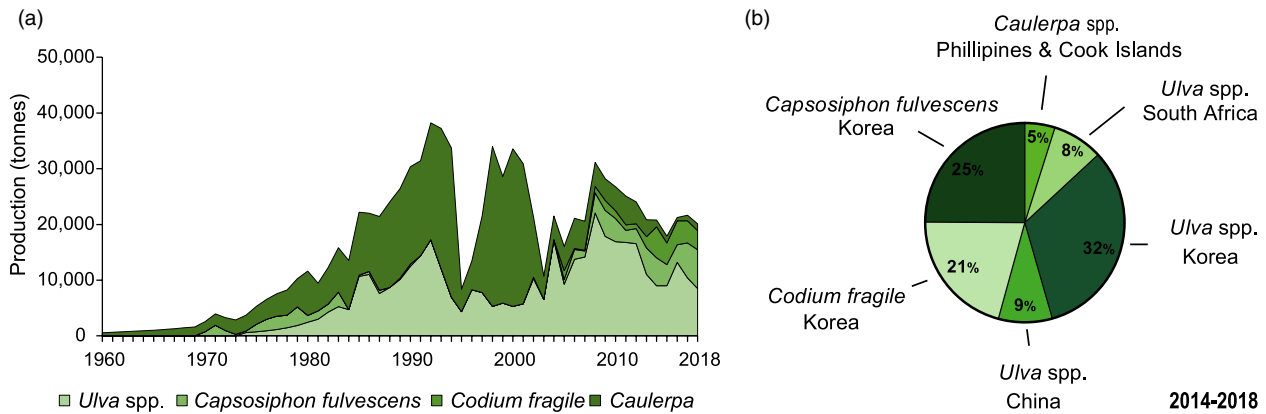 (a)
Production (tonnes)
50,000
40,000
30,000
20,000
10,000
0
1960
1970
1980
1990
2000
2010
2018
Ulva spp.
Capsosiphon fulvescens
Codium fragile
Caulerpa
(b)
Caulerpa spp.
Phillipines & Cook Islands
Ulva spp.
South Africa
Capsosiphon fulvescens
Korea
5%
8%
25%
32%
Ulva spp.
Korea
21%
9%
Codium fragile
Korea
Ulva spp.
China
2014-2018